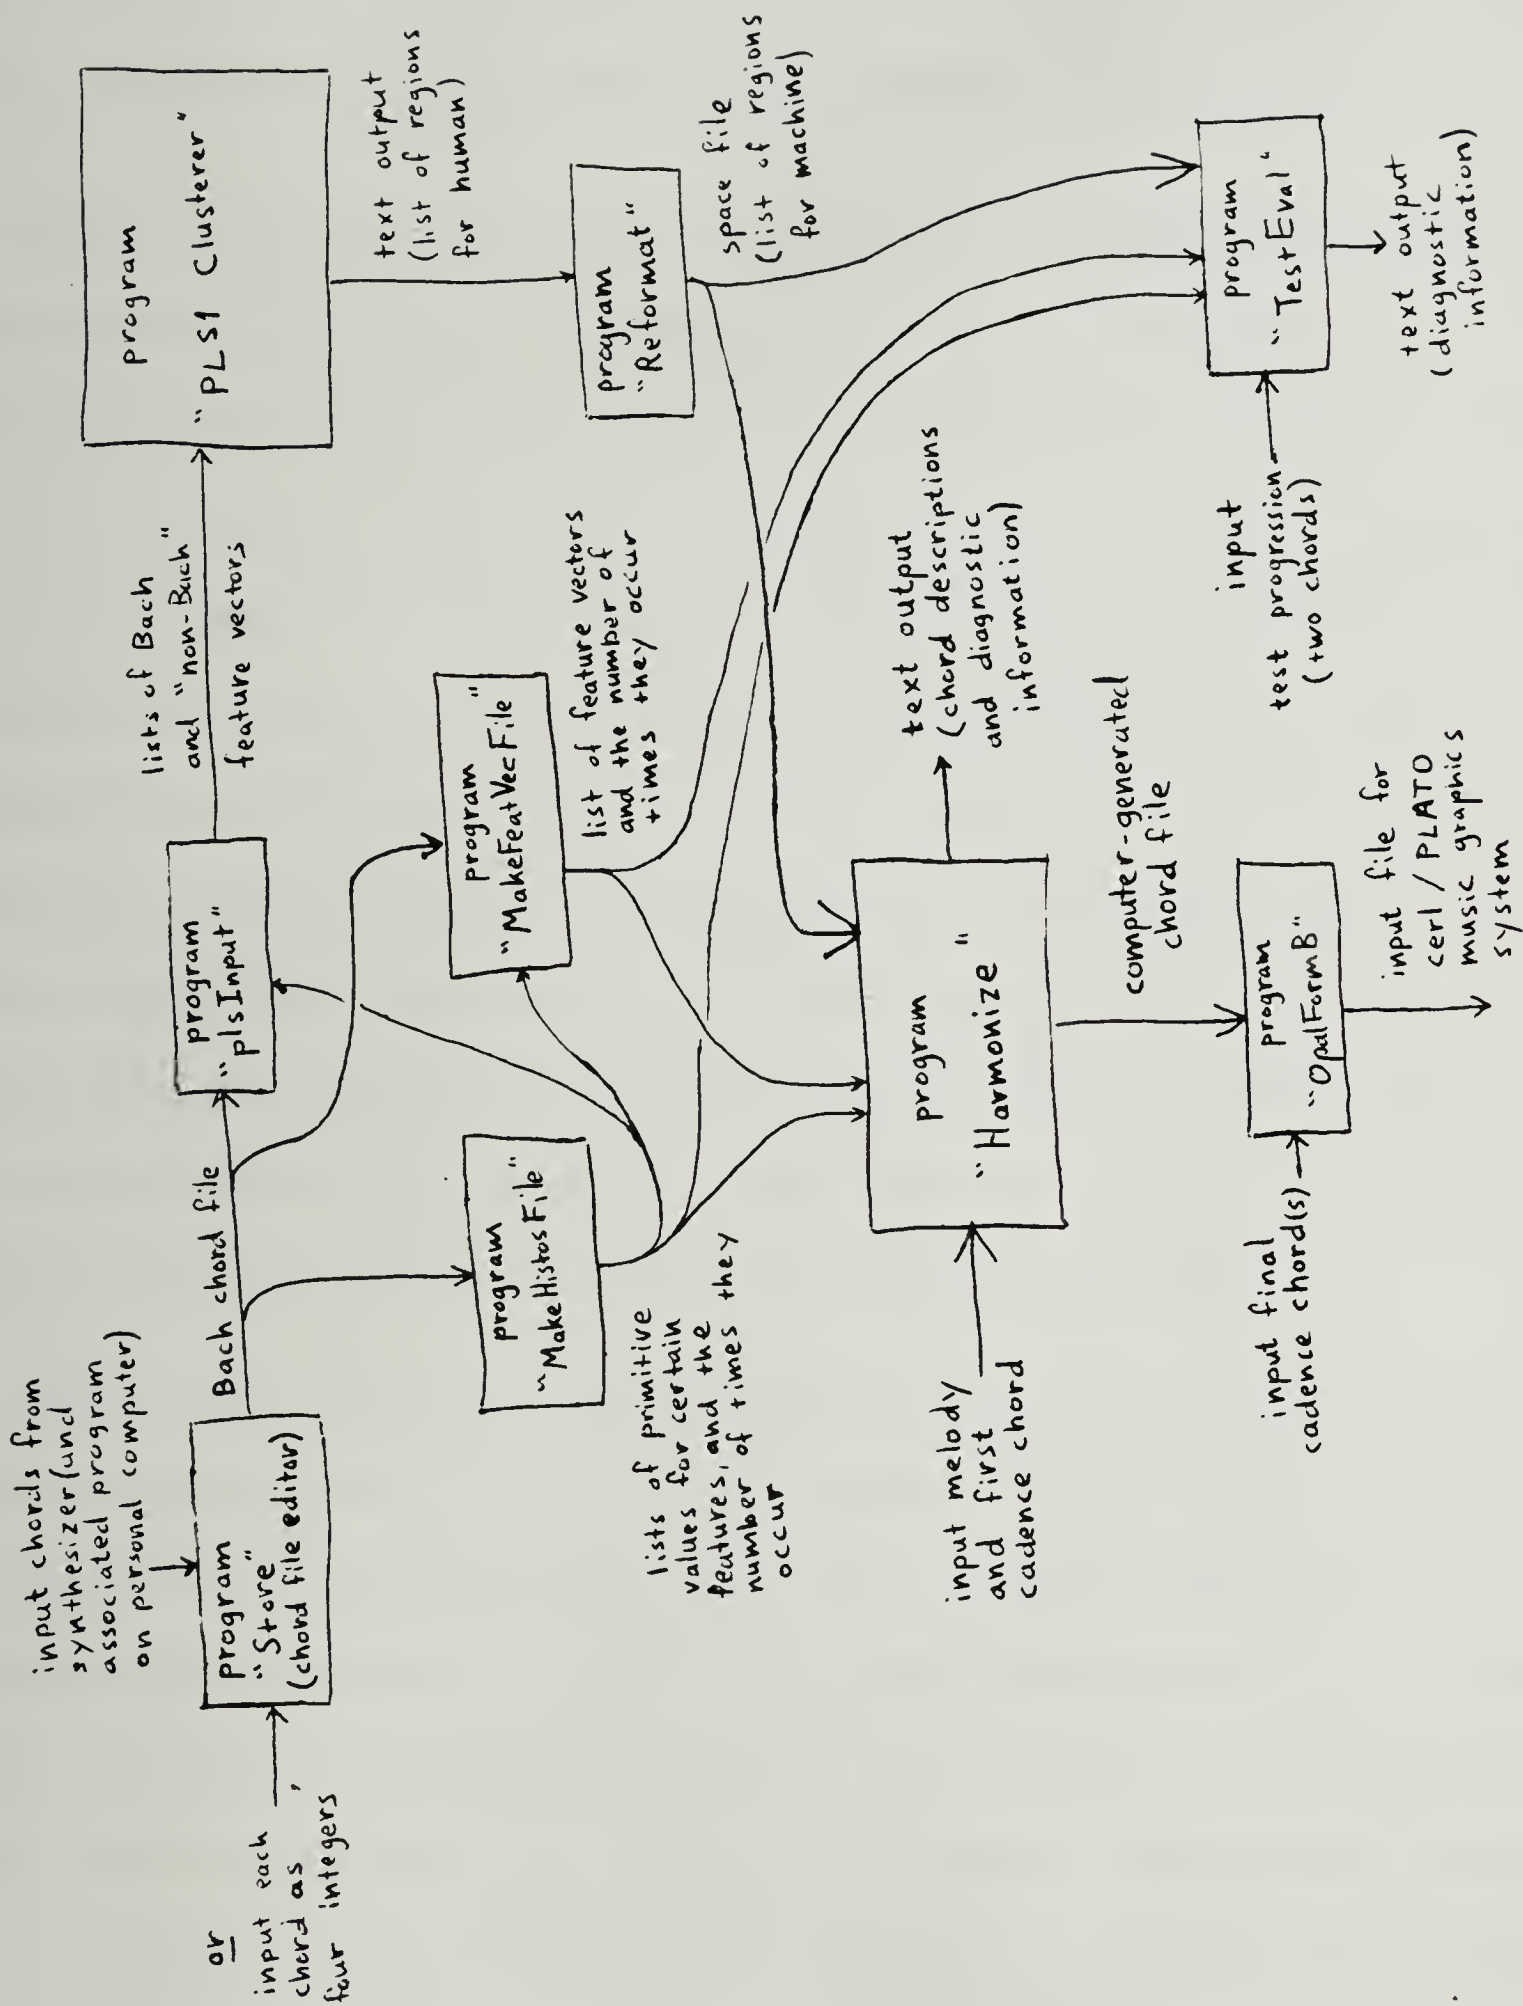 input chords from
synthesizer (and
associated program
on personal computer)
or
input each
chord as
four integers
program
"Store"
(chord file editor)
Bach chord file
program
"plsInput"
lists of Bach
and "non-Bach"
feature vectors
program
"PLS1 Clusterer"
text output
(list of regions
for human)
program
"MakeHistosFile"
program
"MakeFeatVecFile"
program
"Reformat"
lists of primitive
values for certain
features, and the
number of times they
occur
list of feature vectors
and the number of
times they occur
space file
(list of regions
for machine)
input melody
and first
cadence chord
program
"Harmonize"
text output
(chord descriptions
and diagnostic
information)
computer-generated
chord file
input
test progression
(two chords)
program
"TestEval"
text output
(diagnostic
information)
input final
cadence chord(s)
program
"OpalFormB"
input file for
cerl / PLATO
music graphics
system